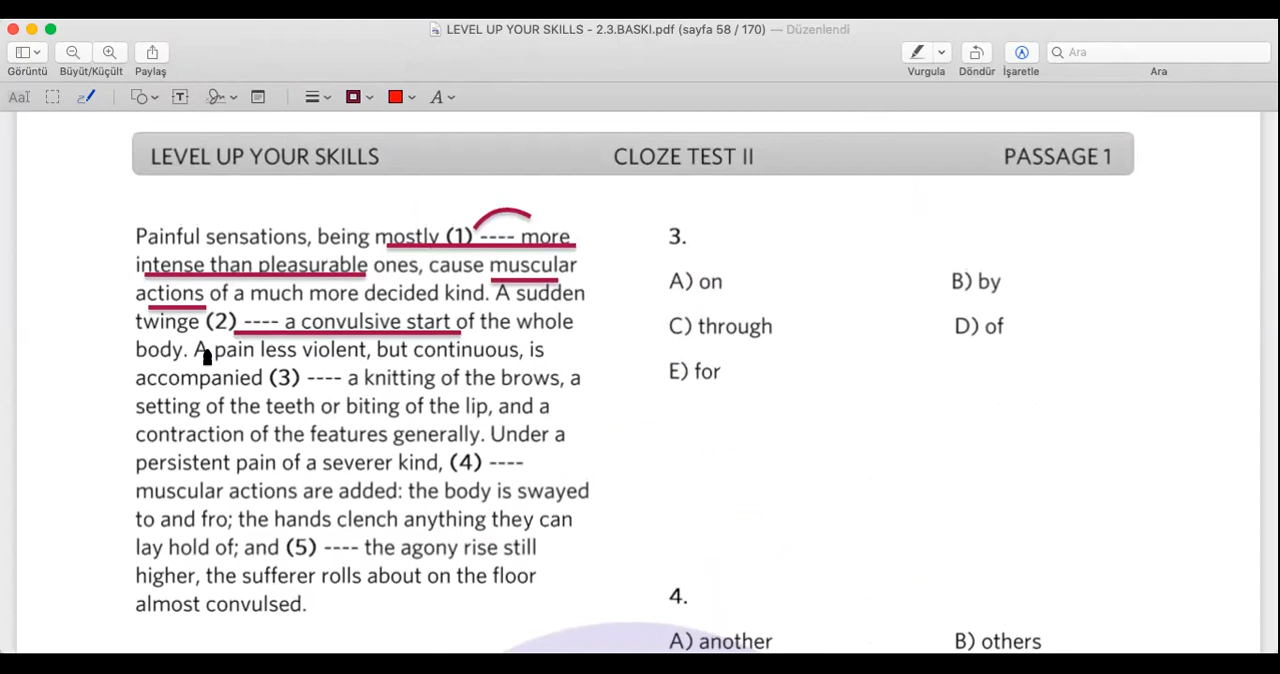 LEVEL UP YOUR SKILLS - 2.3.BASKI.pdf (sayfa 58 / 170) — Düzenlendi
Ara
Görüntü Büyüt/Küçült Paylaş Vurgula Döndür İşaretle Ara
AaI T A
LEVEL UP YOUR SKILLS CLOZE TEST II PASSAGE 1
Painful sensations, being mostly (1) ---- more
intense than pleasurable ones, cause muscular
actions of a much more decided kind. A sudden
twinge (2) ---- a convulsive start of the whole
body. A pain less violent, but continuous, is
accompanied (3) ---- a knitting of the brows, a
setting of the teeth or biting of the lip, and a
contraction of the features generally. Under a
persistent pain of a severer kind, (4) ----
muscular actions are added: the body is swayed
to and fro; the hands clench anything they can
lay hold of; and (5) ---- the agony rise still
higher, the sufferer rolls about on the floor
almost convulsed.
3.
A) on B) by
C) through D) of
E) for
4.
A) another B) others